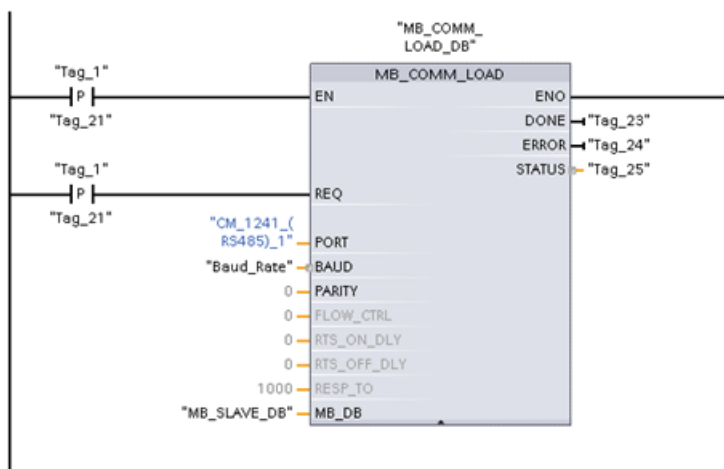 "MB_COMM_
LOAD_DB"
"Tag_1"
MB_COMM_LOAD
P
EN
ENO
"Tag_21"
DONE
"Tag_23"
ERROR
"Tag_24"
"Tag_1"
STATUS
"Tag_25"
P
REQ
"Tag_21"
"CM_1241_(
RS485)_1"
PORT
"Baud_Rate"
BAUD
0
PARITY
0
FLOW_CTRL
0
RTS_ON_DLY
0
RTS_OFF_DLY
1000
RESP_TO
"MB_SLAVE_DB"
MB_DB